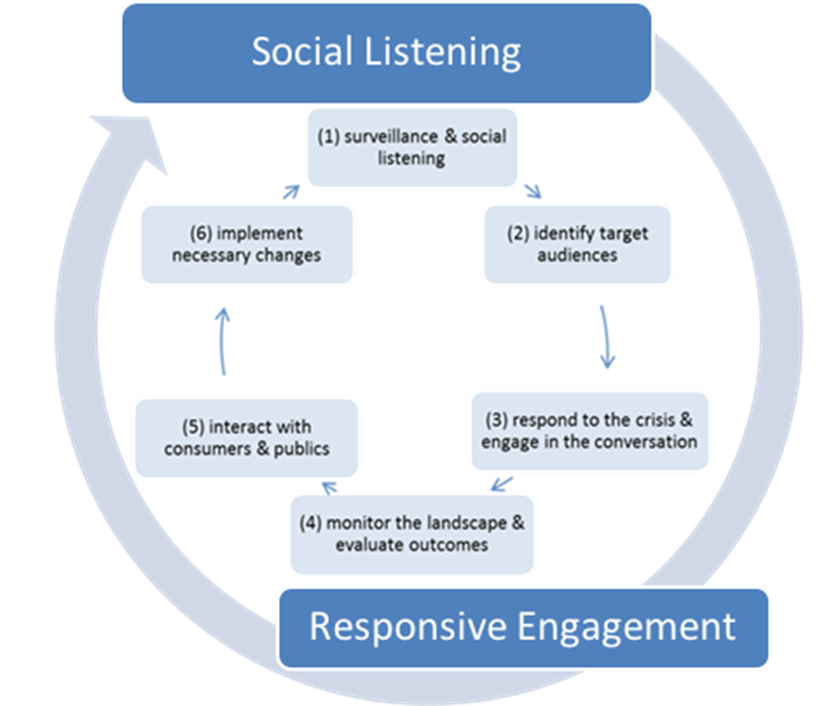 Social Listening
(1) surveillance & social
listening
(2) identify target
audiences
(3) respond to the crisis &
engage in the conversation
(4) monitor the landscape &
evaluate outcomes
(5) interact with
consumers & publics
(6) implement
necessary changes
Responsive Engagement